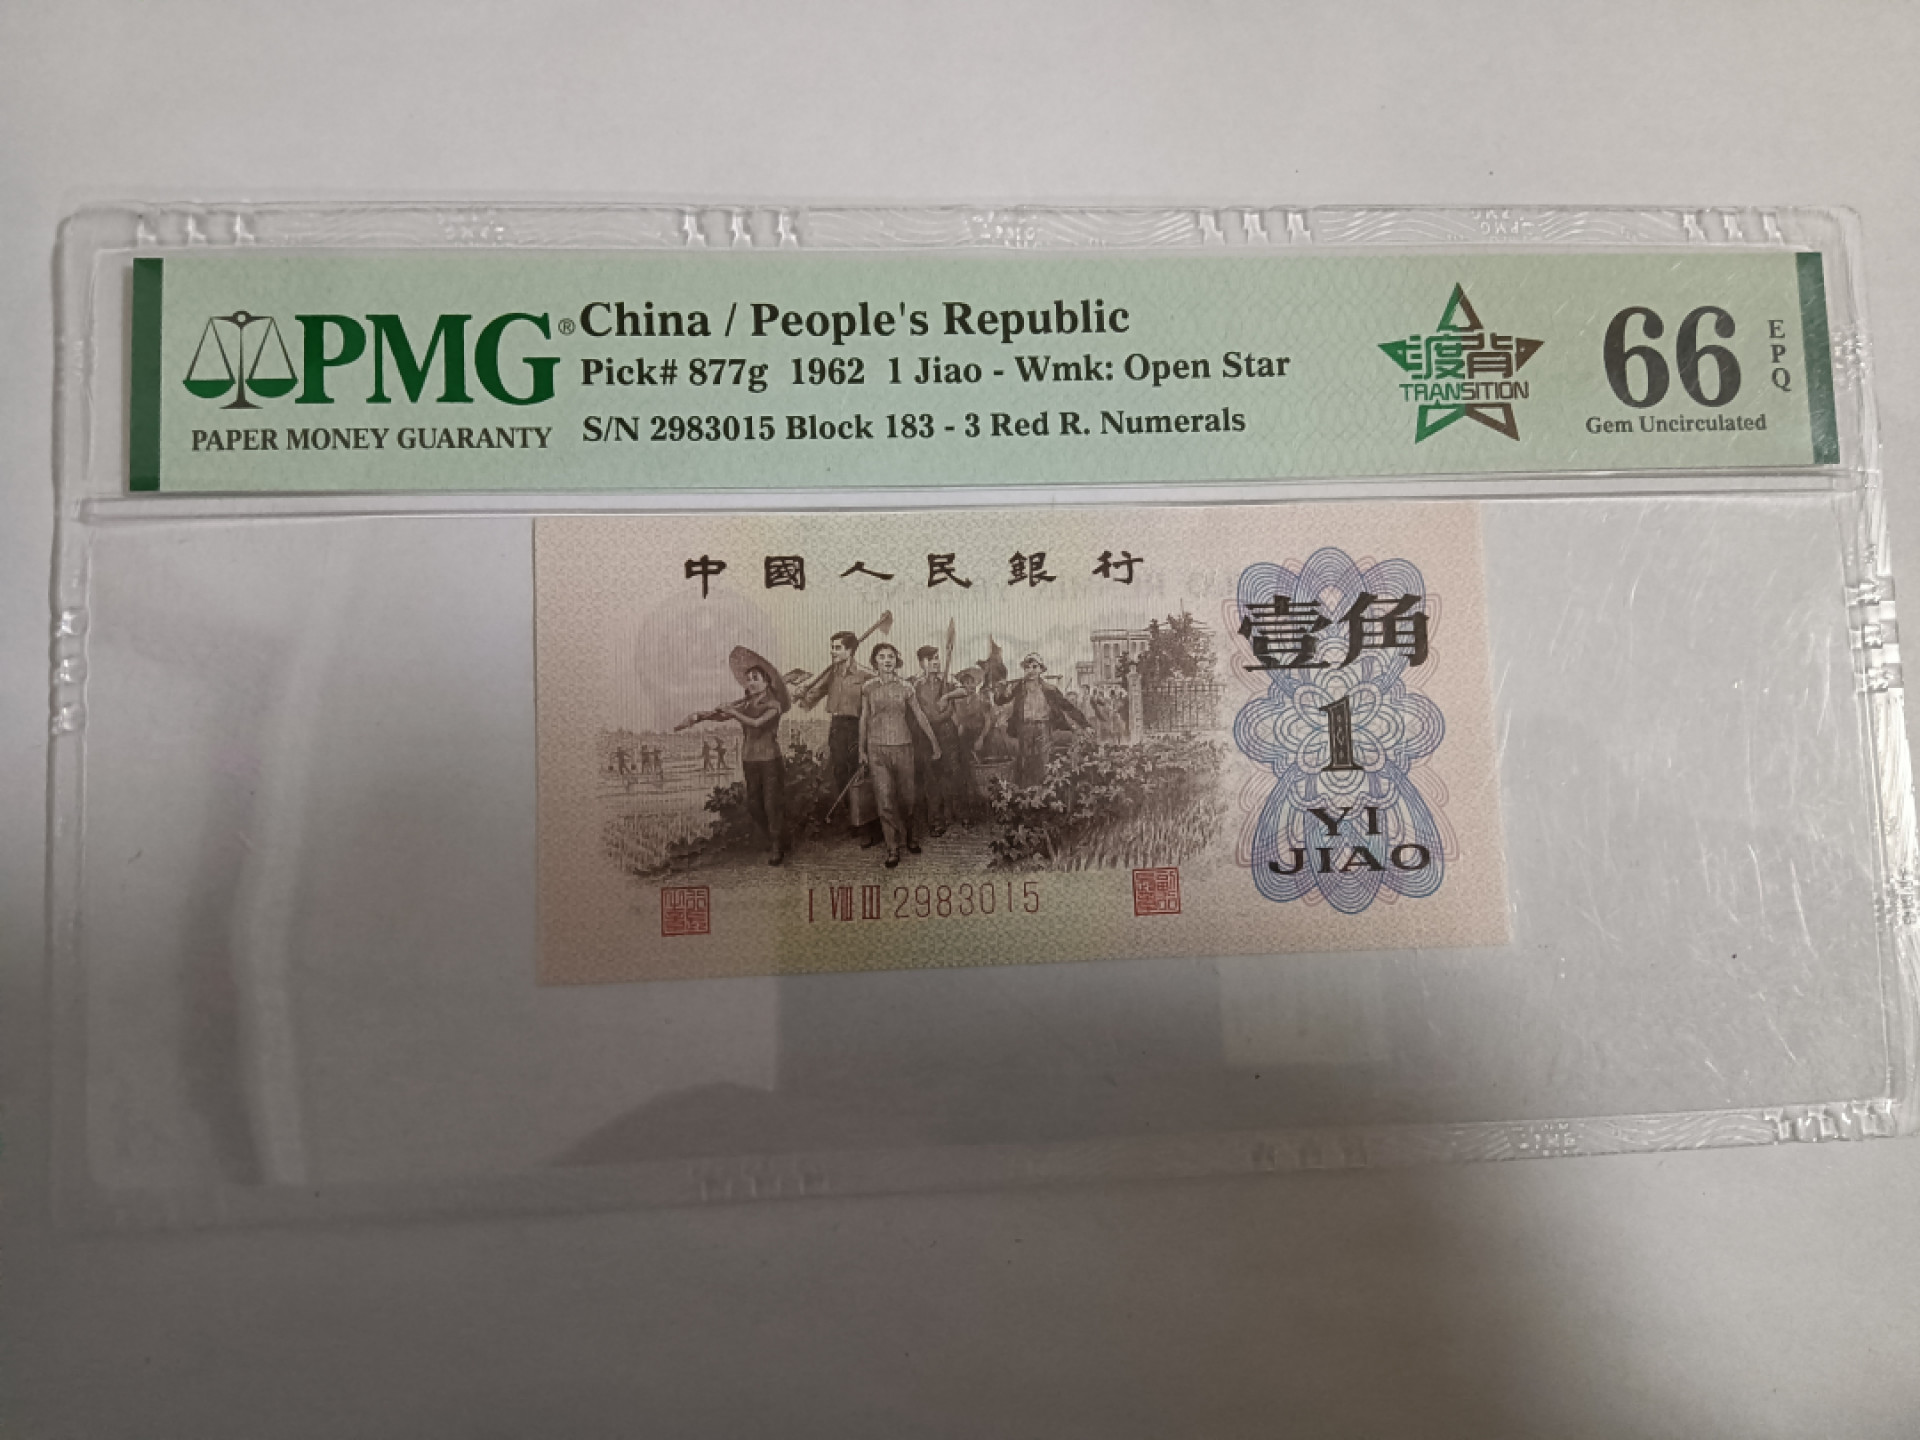 PMG®
PAPER MONEY GUARANTY
China / People's Republic
Pick# 877g 1962 1 Jiao - Wmk: Open Star
S/N 2983015 Block 183 - 3 Red R. Numerals
渡背
TRANSITION
66
EPQ
Gem Uncirculated
中國人民銀行
壹角
1
YI
JIAO
I VIII III 2983015